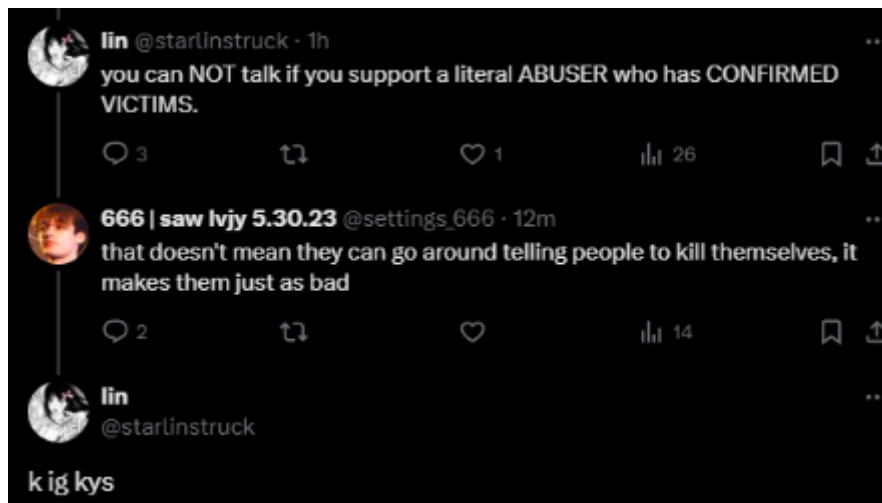 lin @starlinstruck · 1h
you can NOT talk if you support a literal ABUSER who has CONFIRMED
VICTIMS.
3 1 26
666 | saw lvjy 5.30.23 @settings_666 · 12m
that doesn't mean they can go around telling people to kill themselves, it
makes them just as bad
2 14
lin
@starlinstruck
k ig kys